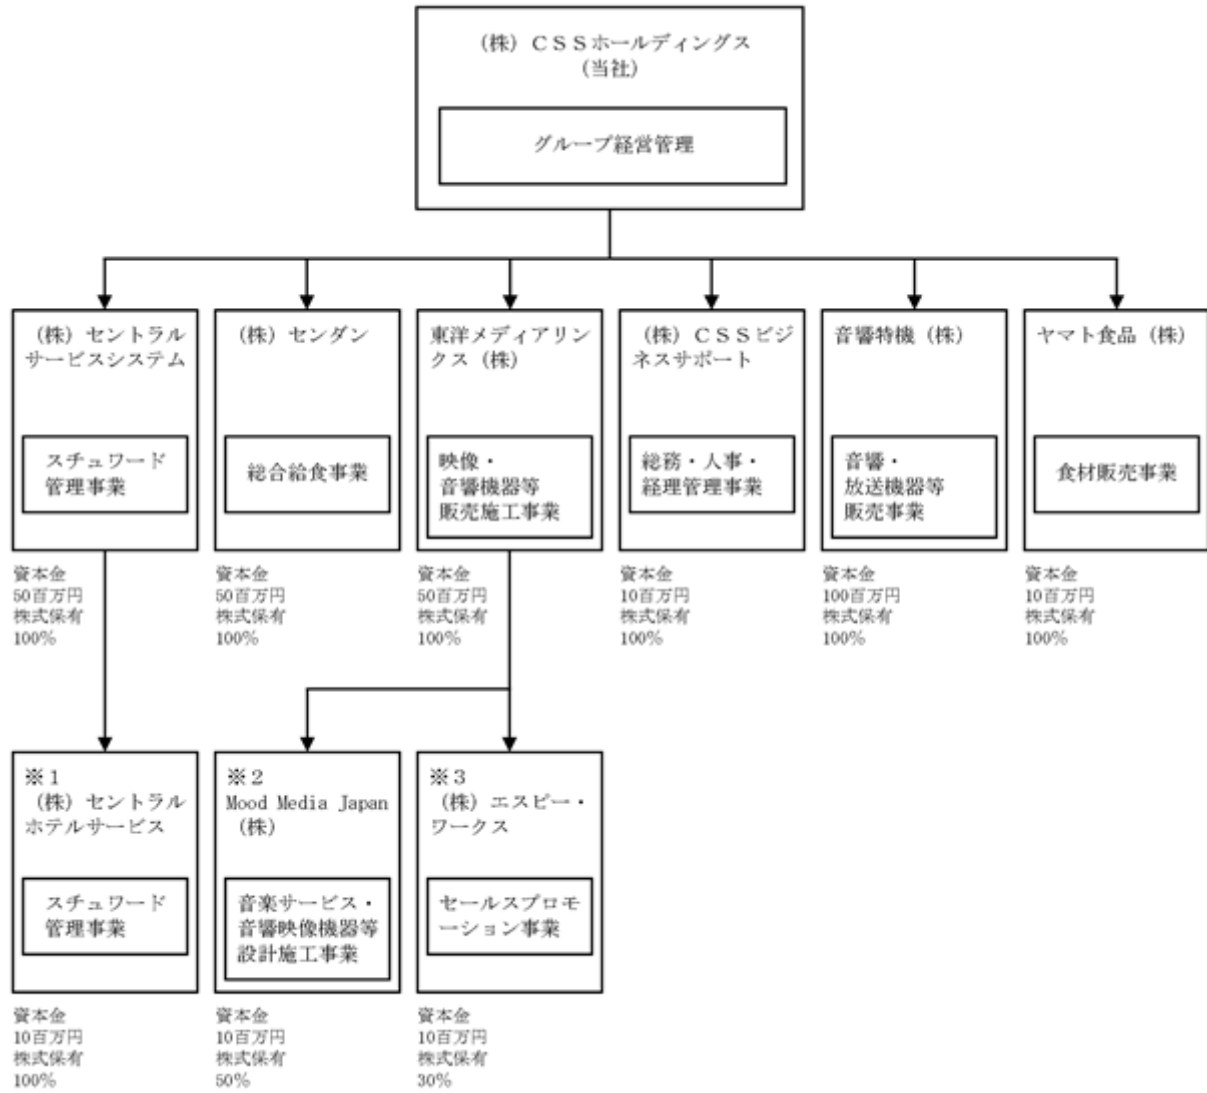 （株）ＣＳＳホールディングス
（当社）
グループ経営管理
（株）セントラル
サービスシステム
スチュワード
管理事業
資本金
50百万円
株式保有
100％
（株）センダン
総合給食事業
資本金
50百万円
株式保有
100％
東洋メディアリン
クス（株）
映像・
音響機器等
販売施工事業
資本金
50百万円
株式保有
100％
（株）ＣＳＳビジ
ネスサポート
総務・人事・
経理管理事業
資本金
10百万円
株式保有
100％
音響特機（株）
音響・
放送機器等
販売事業
資本金
100百万円
株式保有
100％
ヤマト食品（株）
食材販売事業
資本金
10百万円
株式保有
100％
※１
（株）セントラル
ホテルサービス
スチュワード
管理事業
資本金
10百万円
株式保有
100％
※２
Mood Media Japan
（株）
音楽サービス・
音響映像機器等
設計施工事業
資本金
10百万円
株式保有
50％
※３
（株）エスピー・
ワークス
セールスプロモ
ーション事業
資本金
10百万円
株式保有
30％